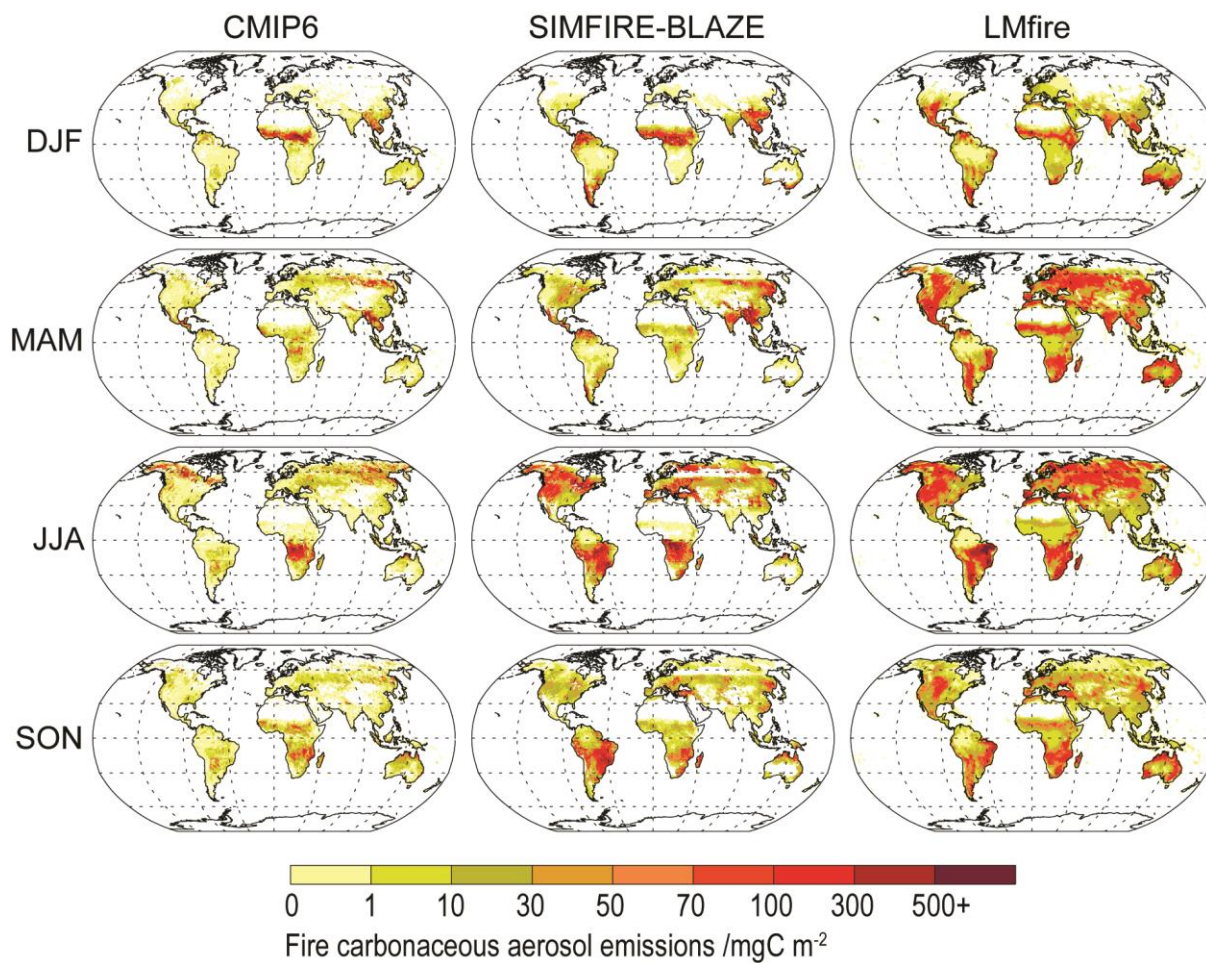 CMIP6 SIMFIRE-BLAZE LMfire
DJF
MAM
JJA
SON
0 1 10 30 50 70 100 300 500+
Fire carbonaceous aerosol emissions /mgC m⁻²